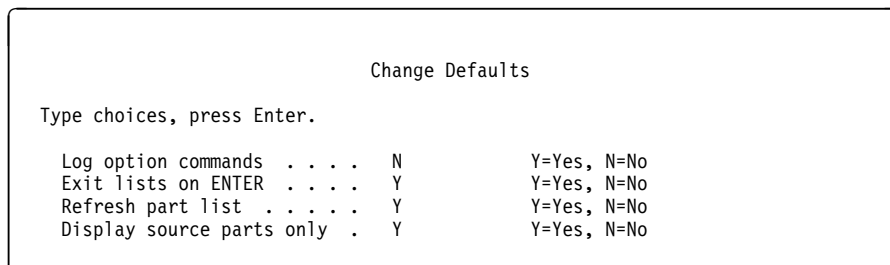 Change Defaults
Type choices, press Enter.
Log option commands . . . . N Y=Yes, N=No
Exit lists on ENTER . . . . Y Y=Yes, N=No
Refresh part list . . . . . Y Y=Yes, N=No
Display source parts only . Y Y=Yes, N=No